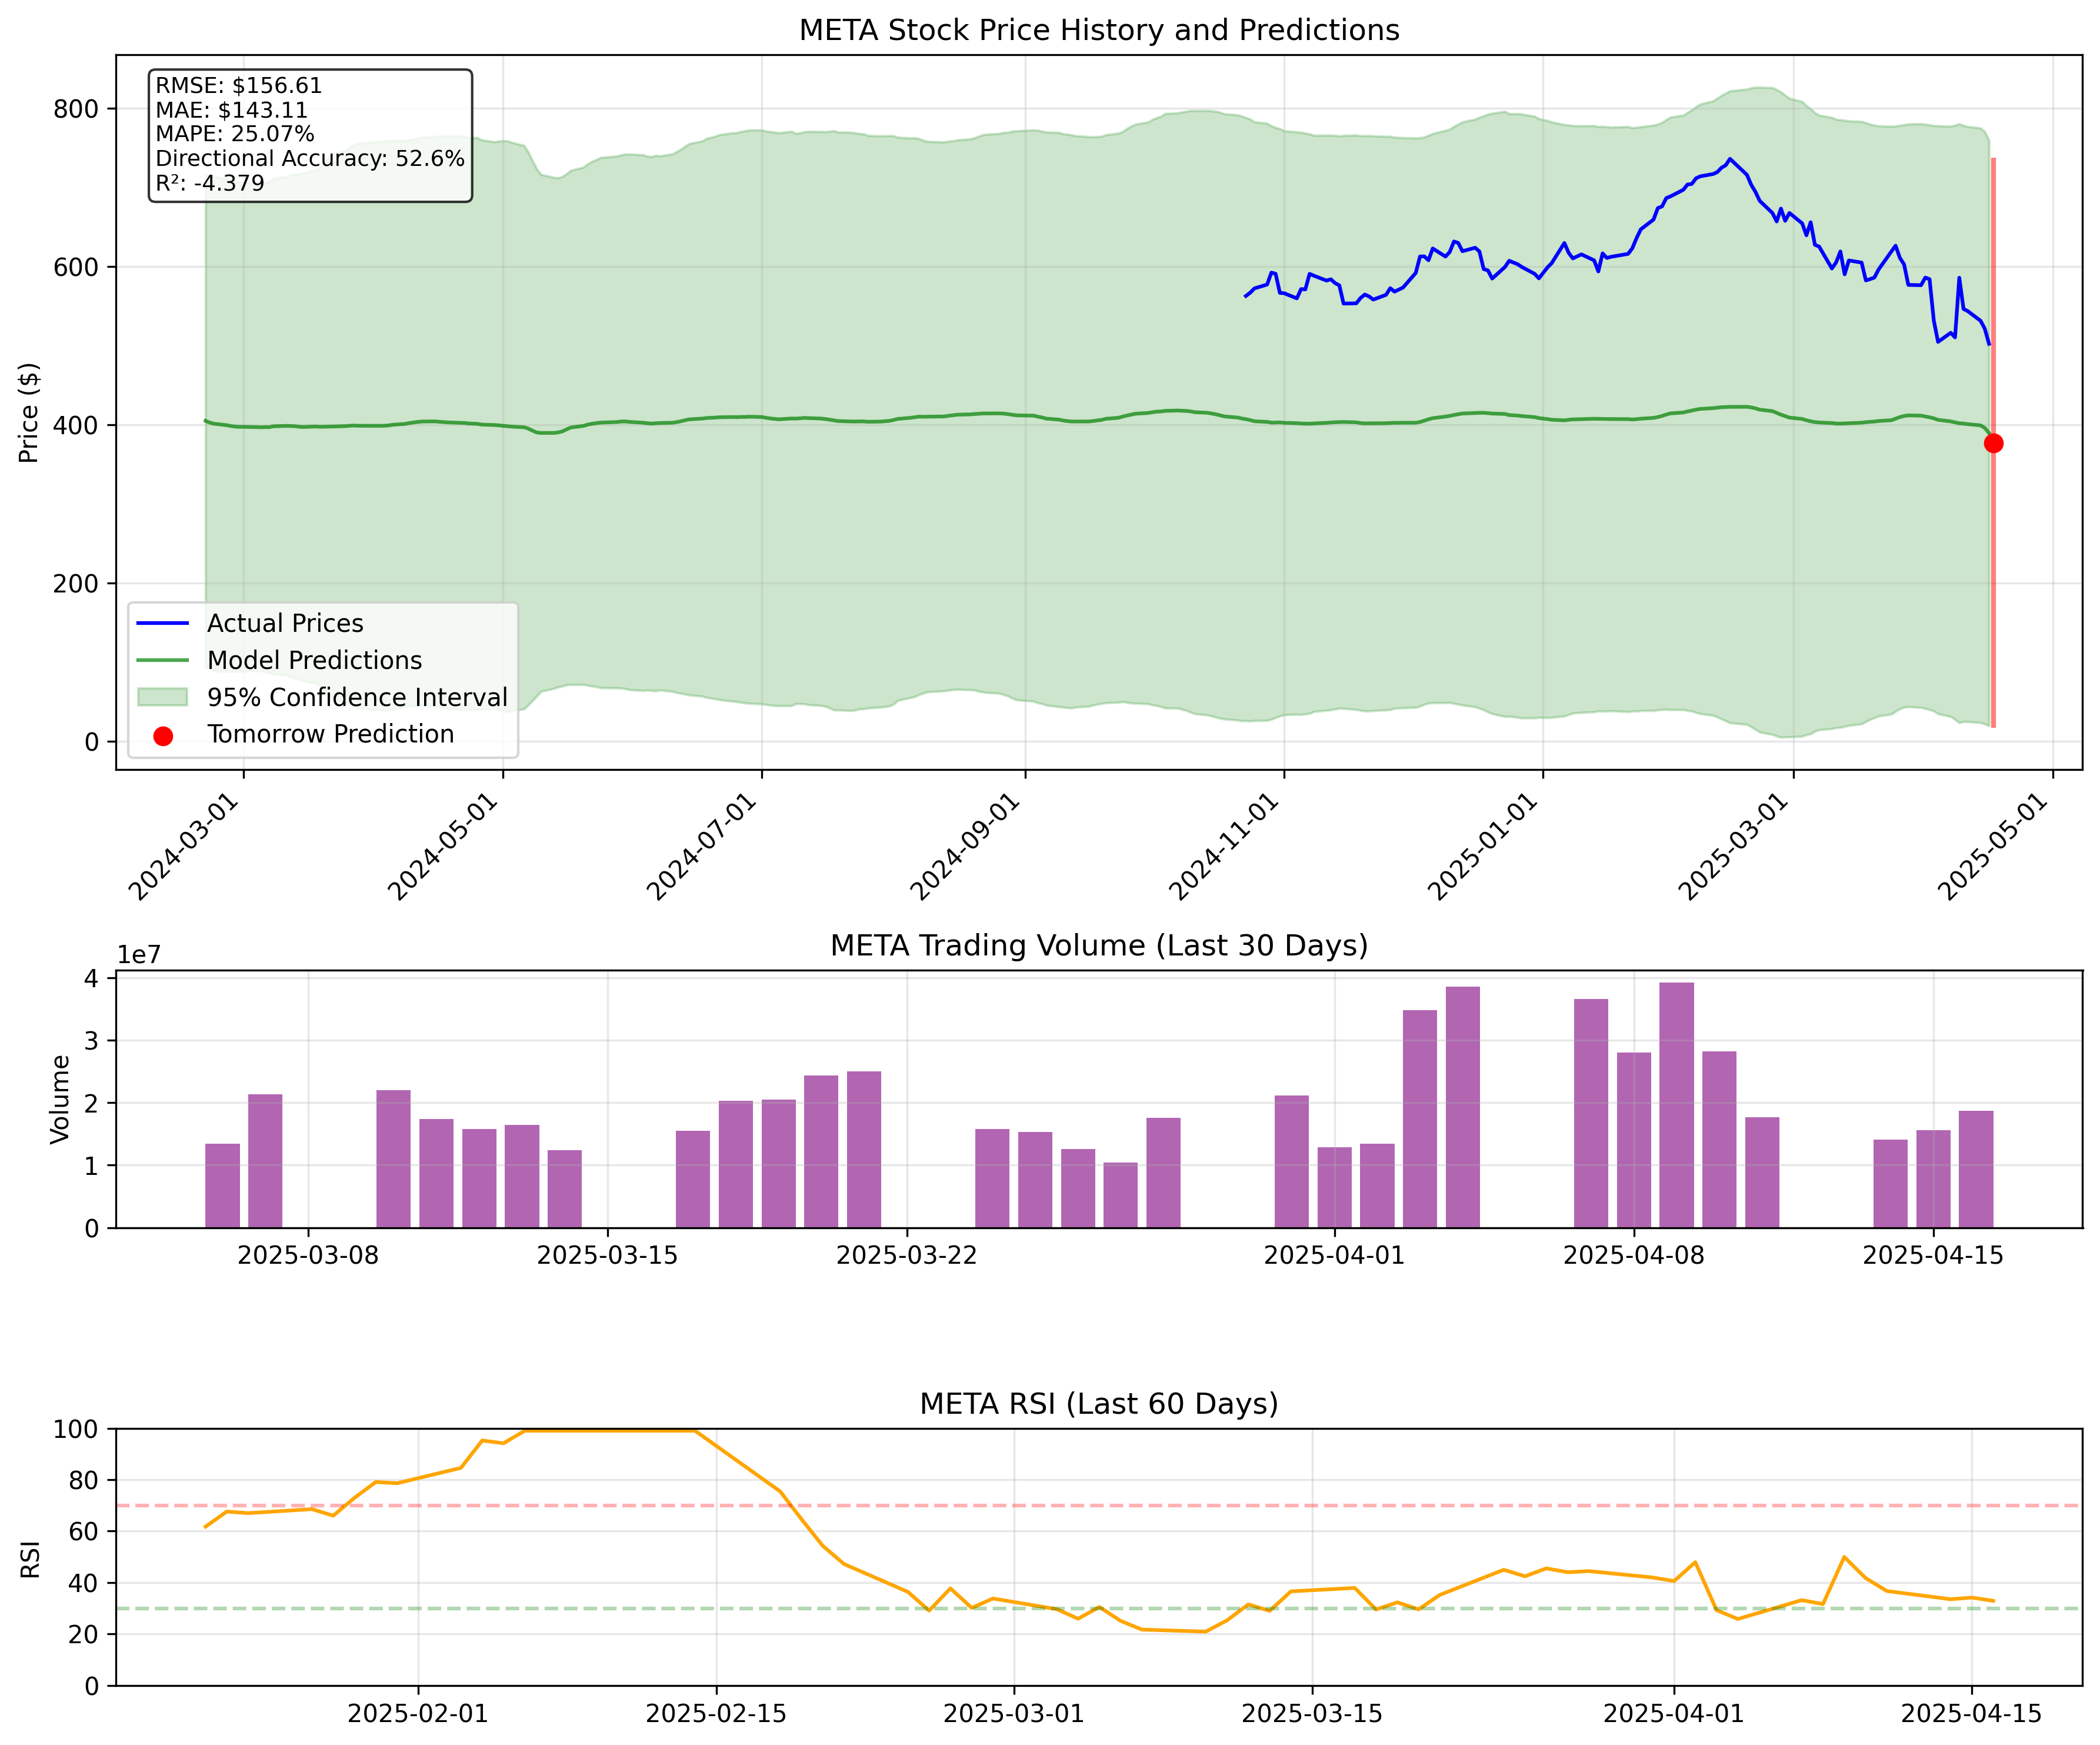 META Stock Price History and Predictions
RMSE: $156.61
MAE: $143.11
MAPE: 25.07%
Directional Accuracy: 52.6%
R²: -4.379
Price ($)
800
600
400
200
0
Actual Prices
Model Predictions
95% Confidence Interval
Tomorrow Prediction
2024-03-01
2024-05-01
2024-07-01
2024-09-01
2024-11-01
2025-01-01
2025-03-01
2025-05-01
META Trading Volume (Last 30 Days)
1e7
Volume
4
3
2
1
0
2025-03-08
2025-03-15
2025-03-22
2025-04-01
2025-04-08
2025-04-15
META RSI (Last 60 Days)
RSI
100
80
60
40
20
0
2025-02-01
2025-02-15
2025-03-01
2025-03-15
2025-04-01
2025-04-15